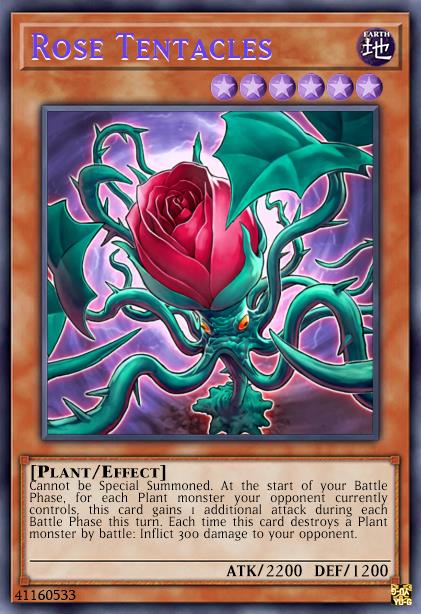 Rose Tentacles
EARTH
地
[Plant/Effect]
Cannot be Special Summoned. At the start of your Battle
Phase, for each Plant monster your opponent currently
controls, this card gains 1 additional attack during each
Battle Phase this turn. Each time this card destroys a Plant
monster by battle: Inflict 300 damage to your opponent.
ATK/2200 DEF/1200
41160533